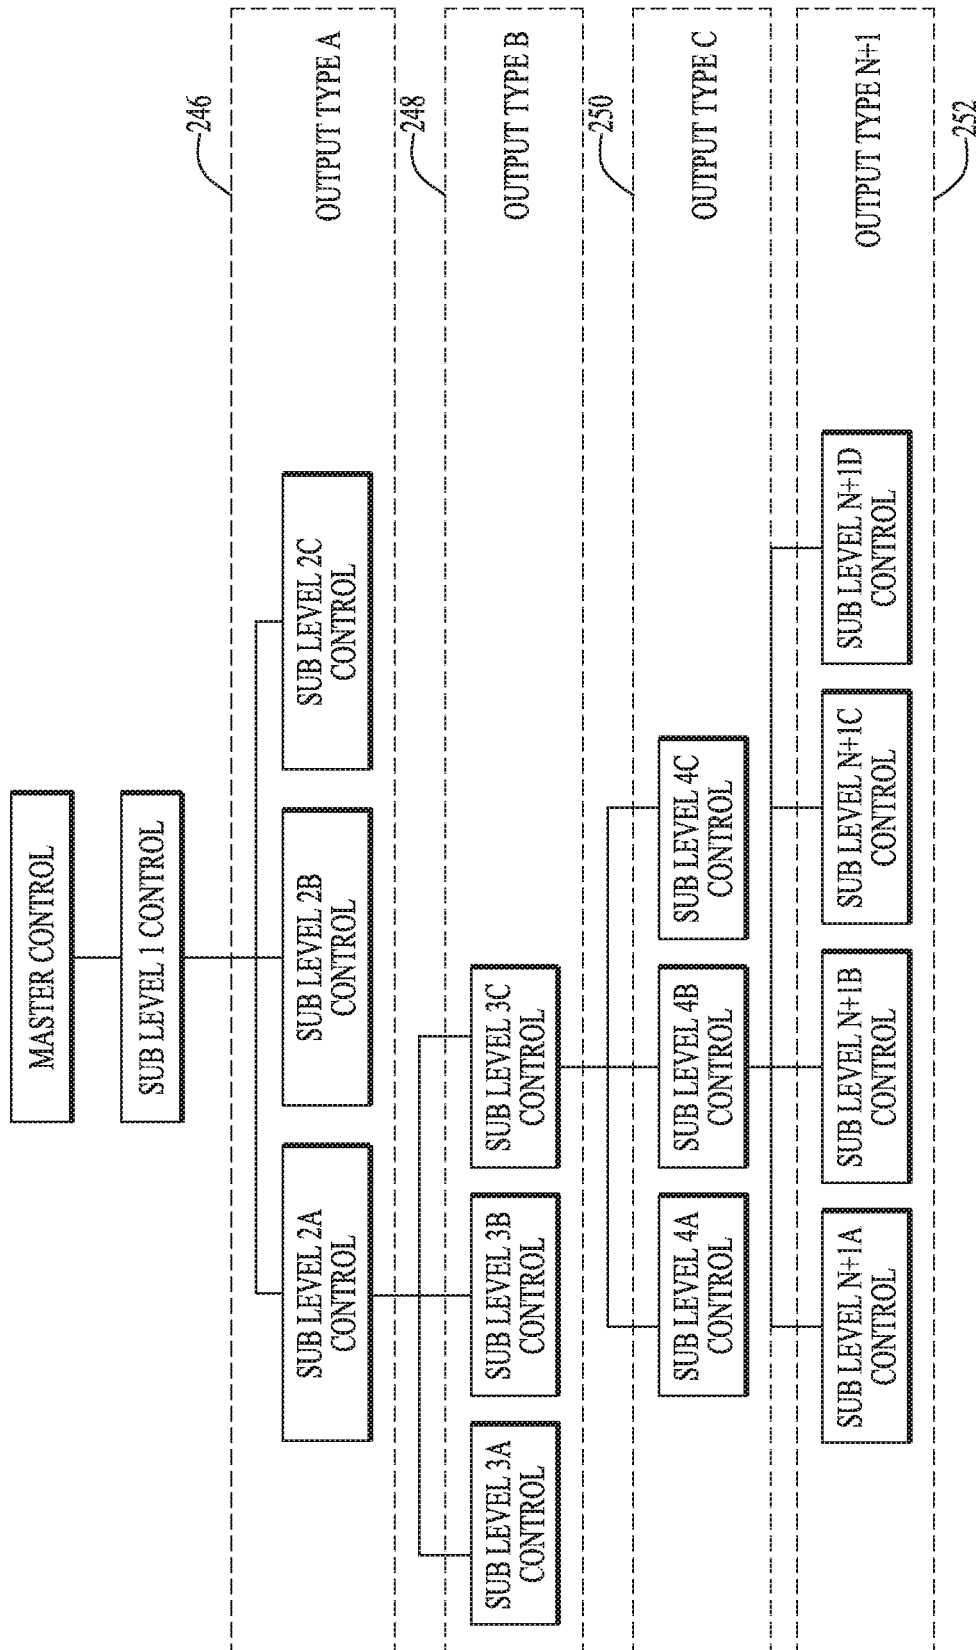 MASTER CONTROL
SUB LEVEL 1 CONTROL
246
SUB LEVEL 2A
CONTROL
SUB LEVEL 2B
CONTROL
SUB LEVEL 2C
CONTROL
OUTPUT TYPE A
248
SUB LEVEL 3A
CONTROL
SUB LEVEL 3B
CONTROL
SUB LEVEL 3C
CONTROL
OUTPUT TYPE B
250
SUB LEVEL 4A
CONTROL
SUB LEVEL 4B
CONTROL
SUB LEVEL 4C
CONTROL
OUTPUT TYPE C
SUB LEVEL N+1A
CONTROL
SUB LEVEL N+1B
CONTROL
SUB LEVEL N+1C
CONTROL
SUB LEVEL N+1D
CONTROL
OUTPUT TYPE N+1
252